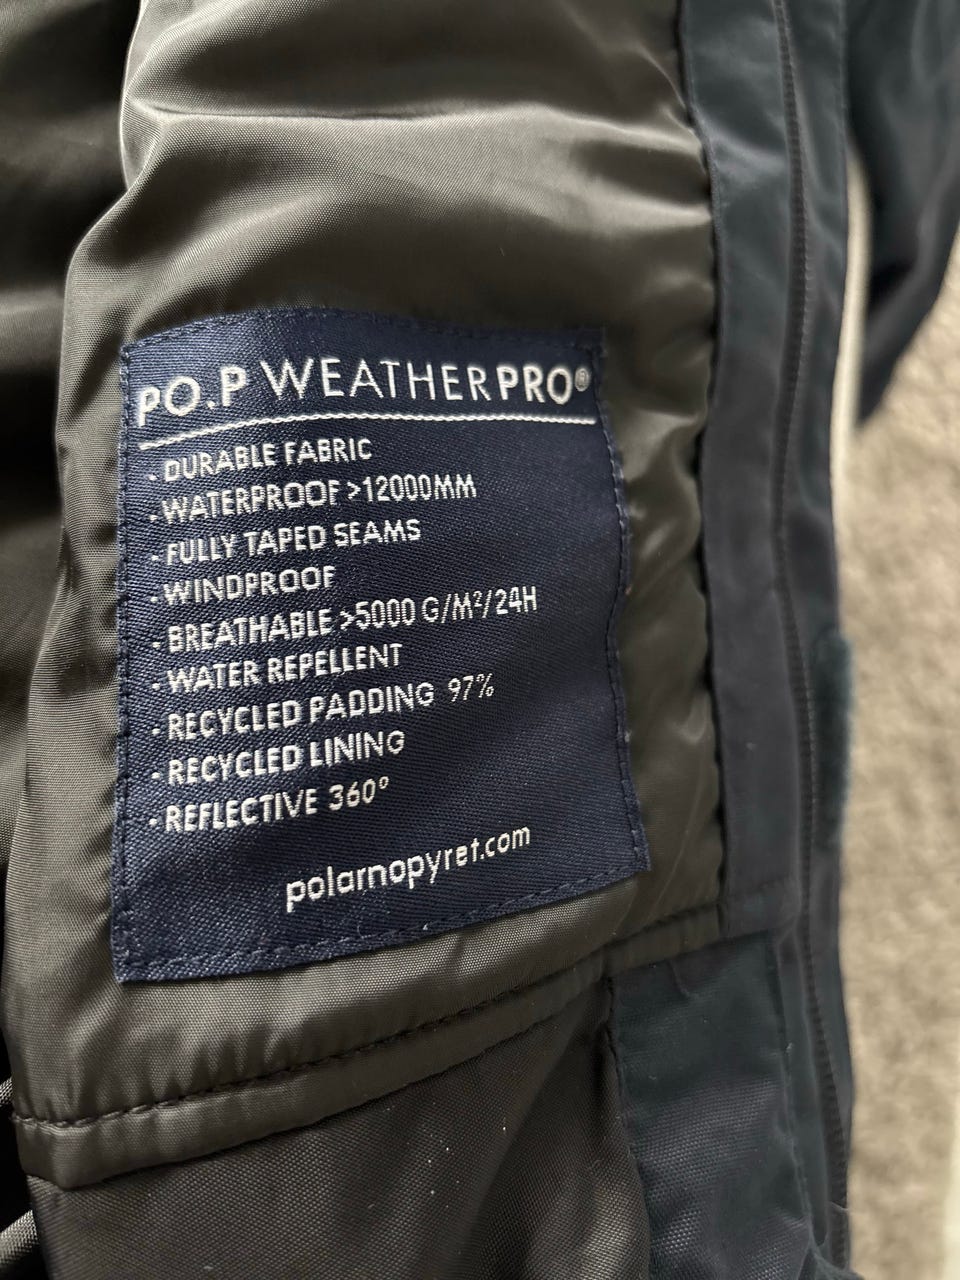 PO.P WEATHERPRO®
· DURABLE FABRIC
· WATERPROOF >12000MM
· FULLY TAPED SEAMS
· WINDPROOF
· BREATHABLE >5000 G/M²/24H
· WATER REPELLENT
· RECYCLED PADDING 97%
· RECYCLED LINING
· REFLECTIVE 360°
polarnopyret.com